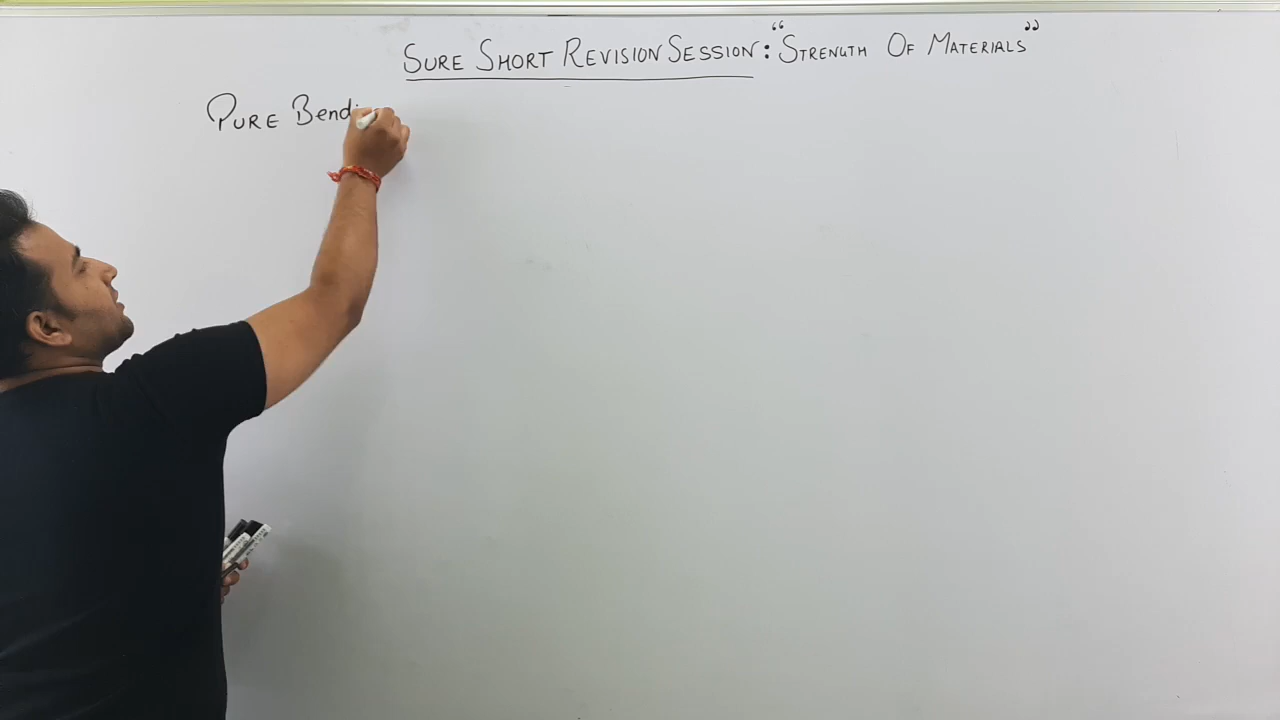 SURE SHORT REVISION SESSION: "STRENGTH OF MATERIALS"
PURE Bendi